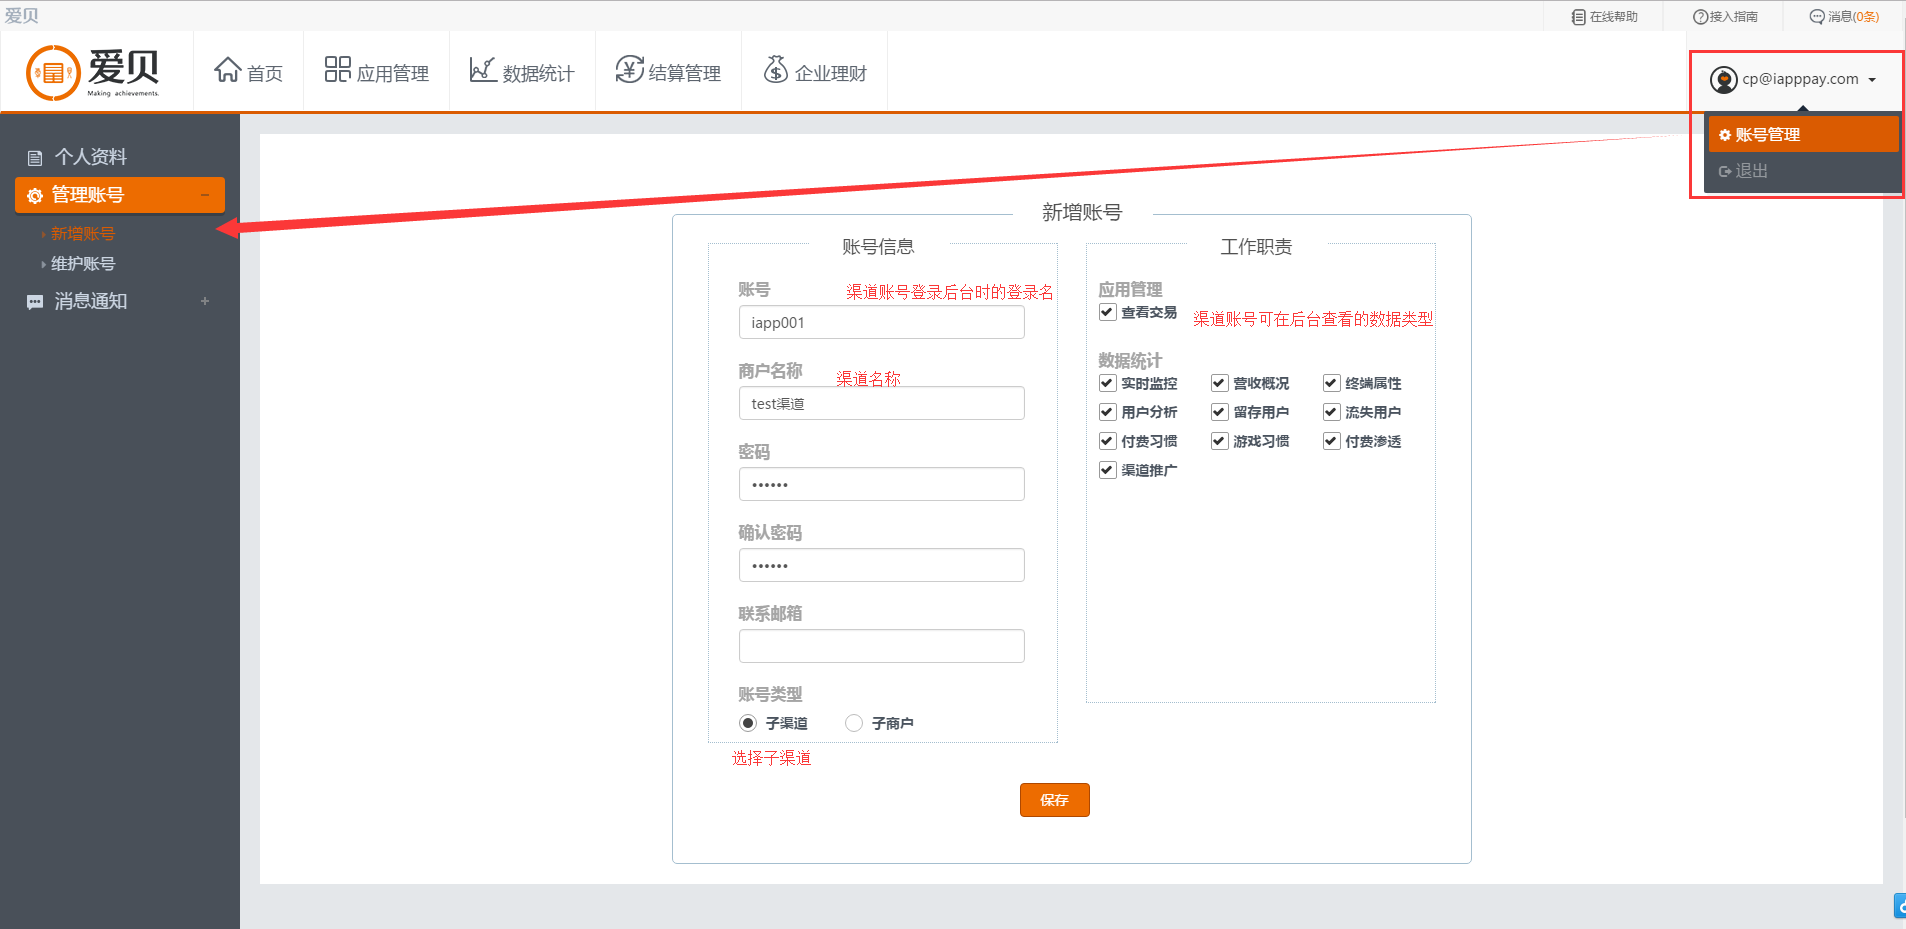 爱贝
在线帮助
接入指南
消息(0条)
爱贝
Making achievements.
首页
应用管理
数据统计
结算管理
企业理财
cp@iapppay.com
账号管理
退出
个人资料
管理账号
新增账号
维护账号
消息通知
新增账号
账号信息
账号
渠道账号登录后台时的登录名
iapp001
商户名称
渠道名称
test渠道
密码
••••••
确认密码
••••••
联系邮箱
账号类型
子渠道 子商户
选择子渠道
工作职责
应用管理
查看交易
渠道账号可在后台查看的数据类型
数据统计
实时监控 营收概况 终端属性
用户分析 留存用户 流失用户
付费习惯 游戏习惯 付费渗透
渠道推广
保存